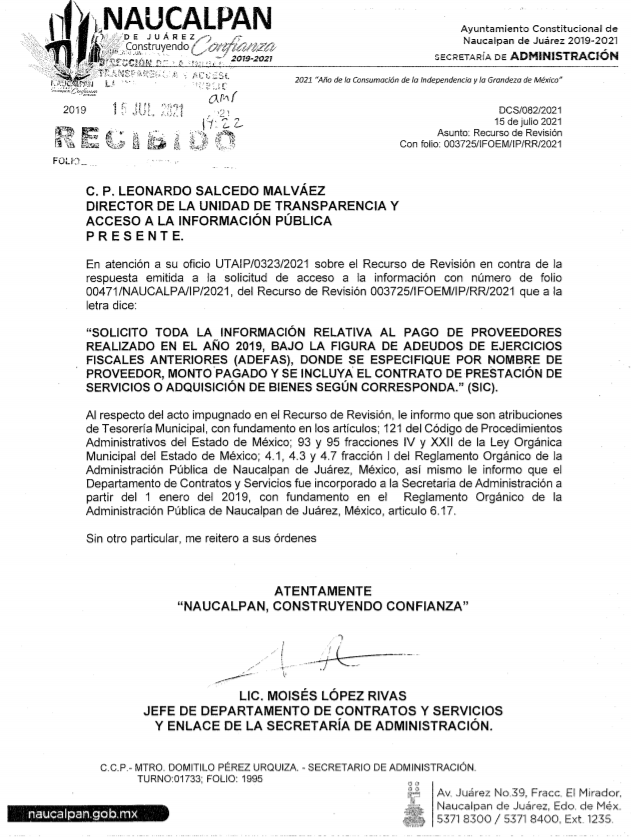 NAUCALPAN
DE JUÁREZ
Construyendo Confianza
2019-2021
Ayuntamiento Constitucional de
Naucalpan de Juárez 2019-2021
SECRETARÍA DE ADMINISTRACIÓN
2021 "Año de la Consumación de la Independencia y la Grandeza de México"
2019 15 JUL. 2021
RECIBIDO
FOLIO
DCS/082/2021
15 de julio 2021
Asunto: Recurso de Revisión
Con folio: 003725/IFOEM/IP/RR/2021
C. P. LEONARDO SALCEDO MALVÁEZ
DIRECTOR DE LA UNIDAD DE TRANSPARENCIA Y
ACCESO A LA INFORMACIÓN PÚBLICA
P R E S E N T E.
En atención a su oficio UTAIP/0323/2021 sobre el Recurso de Revisión en contra de la
respuesta emitida a la solicitud de acceso a la información con número de folio
00471/NAUCALPA/IP/2021, del Recurso de Revisión 003725/IFOEM/IP/RR/2021 que a la
letra dice:
"SOLICITO TODA LA INFORMACIÓN RELATIVA AL PAGO DE PROVEEDORES
REALIZADO EN EL AÑO 2019, BAJO LA FIGURA DE ADEUDOS DE EJERCICIOS
FISCALES ANTERIORES (ADEFAS), DONDE SE ESPECIFIQUE POR NOMBRE DE
PROVEEDOR, MONTO PAGADO Y SE INCLUYA EL CONTRATO DE PRESTACIÓN DE
SERVICIOS O ADQUISICIÓN DE BIENES SEGÚN CORRESPONDA." (SIC).
Al respecto del acto impugnado en el Recurso de Revisión, le informo que son atribuciones
de Tesorería Municipal, con fundamento en los articulos; 121 del Código de Procedimientos
Administrativos del Estado de México; 93 y 95 fracciones IV y XXII de la Ley Orgánica
Municipal del Estado de México; 4.1, 4.3 y 4.7 fracción I del Reglamento Orgánico de la
Administración Pública de Naucalpan de Juárez, México, así mismo le informo que el
Departamento de Contratos y Servicios fue incorporado a la Secretaria de Administración a
partir del 1 enero del 2019, con fundamento en el Reglamento Orgánico de la
Administración Pública de Naucalpan de Juárez, México, articulo 6.17.
Sin otro particular, me reitero a sus órdenes
ATENTAMENTE
"NAUCALPAN, CONSTRUYENDO CONFIANZA"
LIC. MOISÉS LÓPEZ RIVAS
JEFE DE DEPARTAMENTO DE CONTRATOS Y SERVICIOS
Y ENLACE DE LA SECRETARÍA DE ADMINISTRACIÓN.
C.C.P.- MTRO. DOMITILO PÉREZ URQUIZA. - SECRETARIO DE ADMINISTRACIÓN.
TURNO:01733; FOLIO: 1995
naucalpan.gob.mx
Av. Juárez No.39, Fracc. El Mirador,
Naucalpan de Juárez, Edo. de Méx.
5371 8300 / 5371 8400, Ext. 1235.